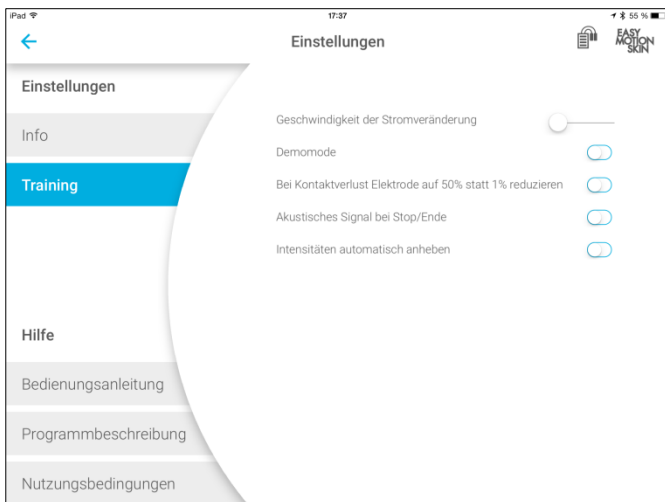 iPad 17:37 55 %
Einstellungen
EASY
MOTION
SKIN
Einstellungen
Info
Training
Geschwindigkeit der Stromveränderung
Demomode
Bei Kontaktverlust Elektrode auf 50% statt 1% reduzieren
Akustisches Signal bei Stop/Ende
Intensitäten automatisch anheben
Hilfe
Bedienungsanleitung
Programmbeschreibung
Nutzungsbedingungen